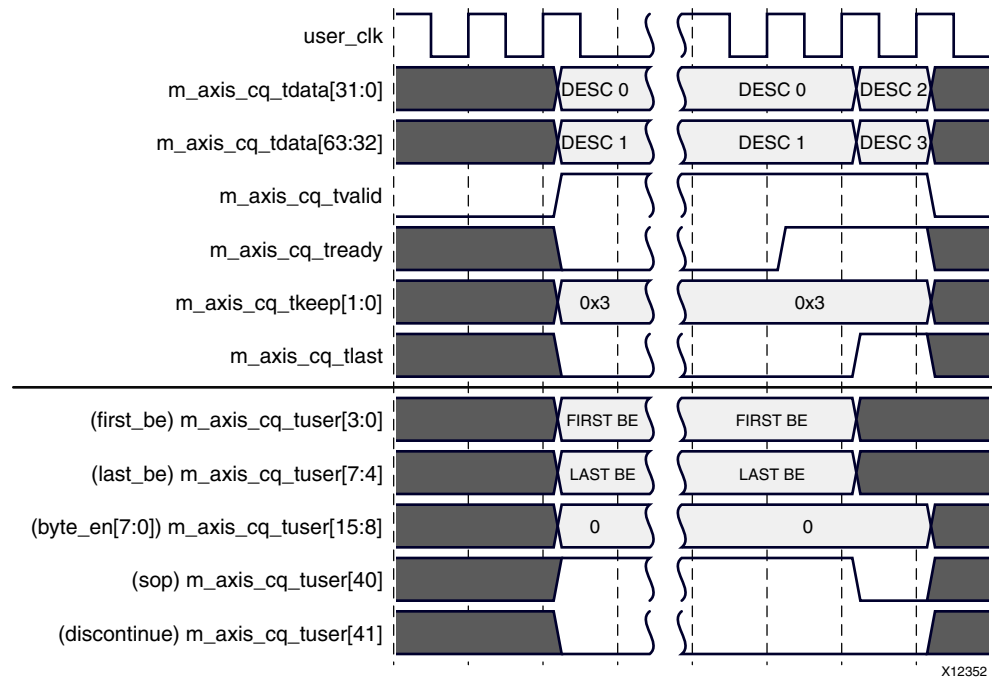 user_clk
m_axis_cq_tdata[31:0] DESC 0 DESC 0 DESC 2
m_axis_cq_tdata[63:32] DESC 1 DESC 1 DESC 3
m_axis_cq_tvalid
m_axis_cq_tready
m_axis_cq_tkeep[1:0] 0x3 0x3
m_axis_cq_tlast
(first_be) m_axis_cq_tuser[3:0] FIRST BE FIRST BE
(last_be) m_axis_cq_tuser[7:4] LAST BE LAST BE
(byte_en[7:0]) m_axis_cq_tuser[15:8] 0 0
(sop) m_axis_cq_tuser[40]
(discontinue) m_axis_cq_tuser[41]
X12352